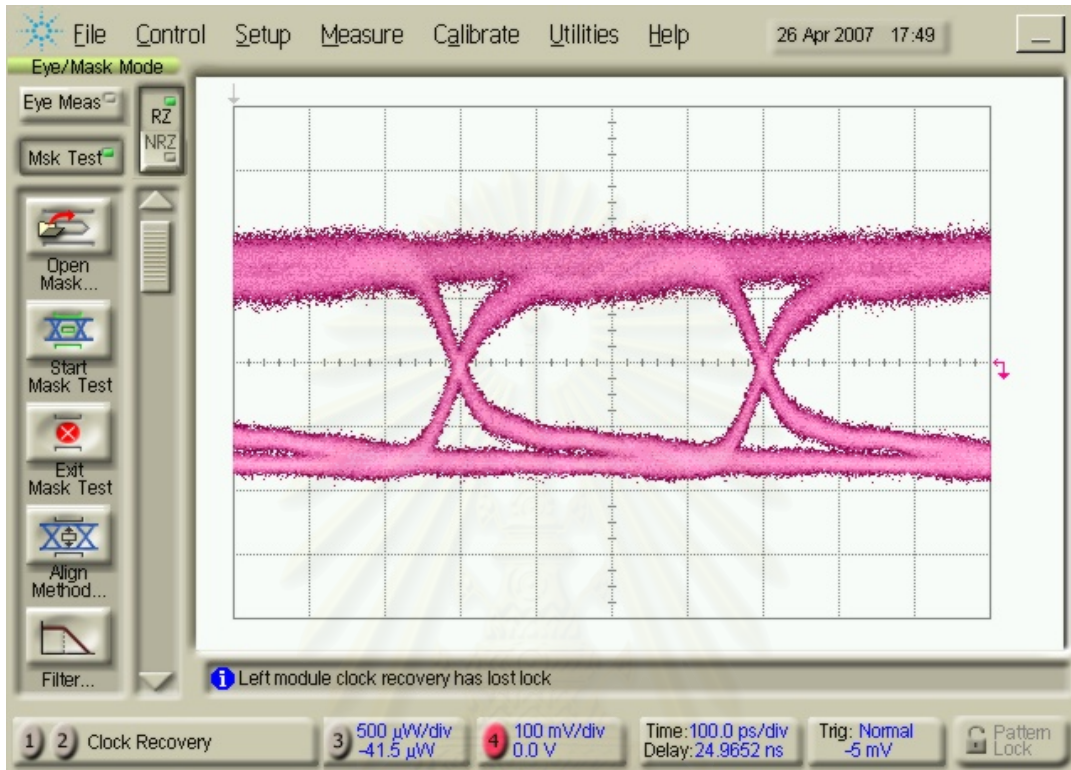 File Control Setup Measure Calibrate Utilities Help 26 Apr 2007 17:49
Eye/Mask Mode
Eye Meas
RZ
NRZ
Msk Test
Open
Mask...
Start
Mask Test
Exit
Mask Test
Align
Method...
Filter...
Left module clock recovery has lost lock
1 2 Clock Recovery
3 500 μW/div
-41.5 μW
4 100 mV/div
0.0 V
Time:100.0 ps/div
Delay:24.9652 ns
Trig: Normal
-5 mV
Pattern
Lock